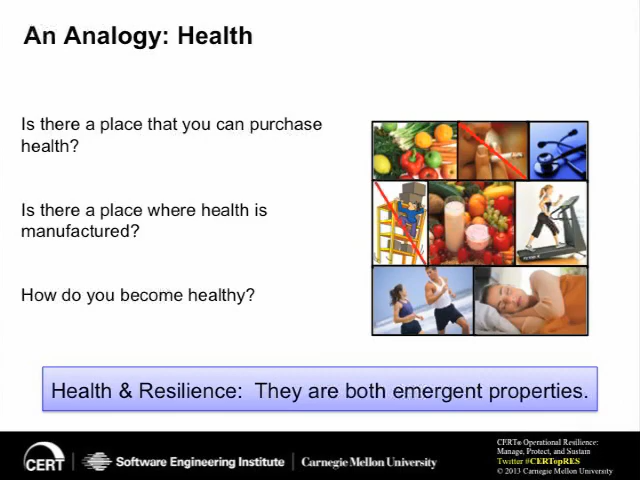 An Analogy: Health
Is there a place that you can purchase
health?
Is there a place where health is
manufactured?
How do you become healthy?
Health & Resilience: They are both emergent properties.
CERT
Software Engineering Institute
Carnegie Mellon University
CERT® Operational Resilience:
Manage, Protect, and Sustain
Twitter #CERTopRES
© 2013 Carnegie Mellon University